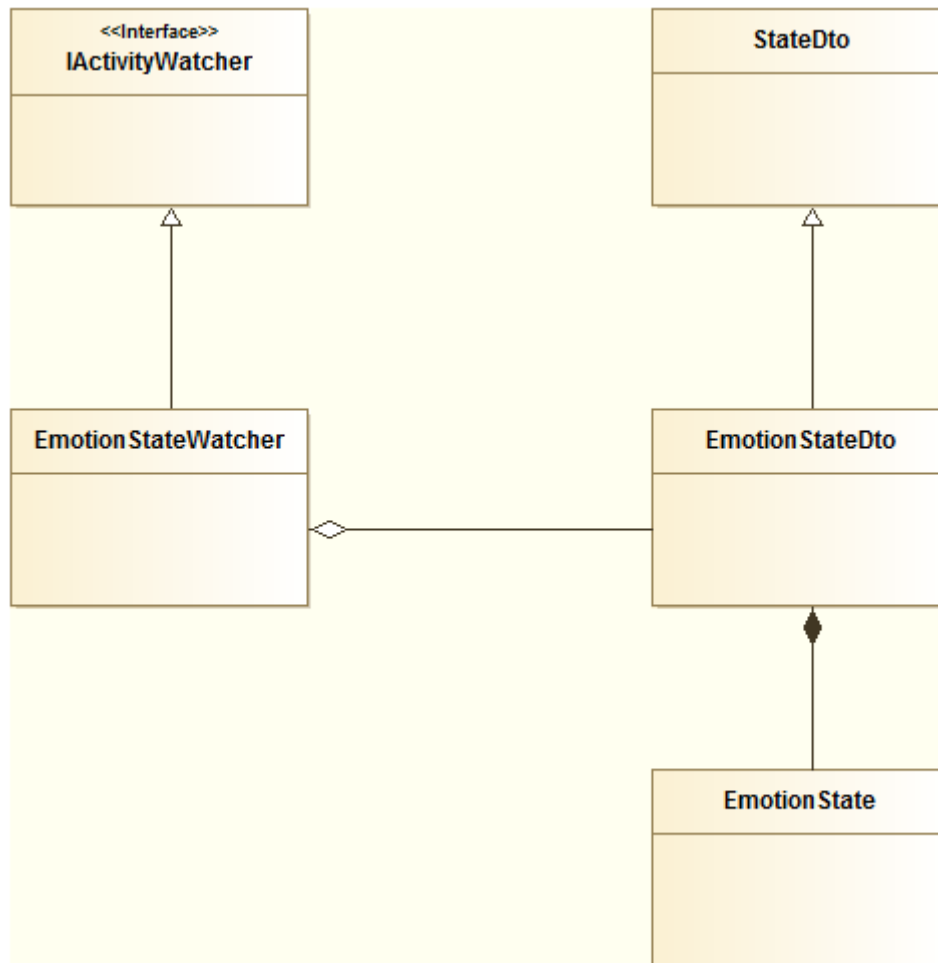 <<Interface>>
IActivityWatcher
StateDto
EmotionStateWatcher
EmotionStateDto
EmotionState